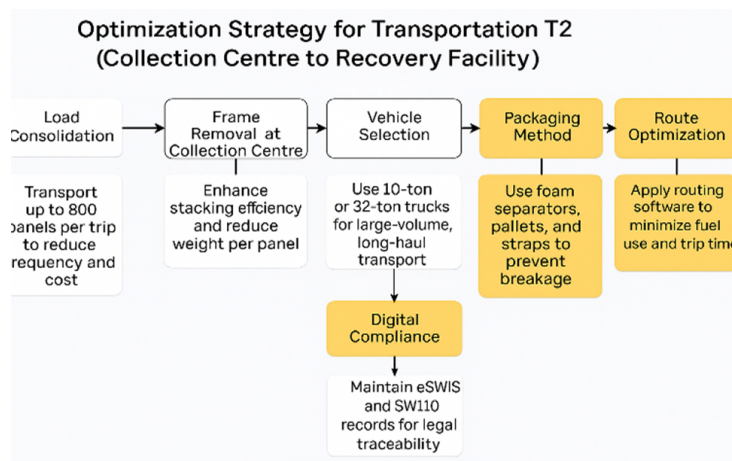 Optimization Strategy for Transportation T2
(Collection Centre to Recovery Facility)
Load
Consolidation
Frame
Removal at
Collection Centre
Vehicle
Selection
Packaging
Method
Route
Optimization
Transport
up to 800
panels per trip
to reduce
requency and
cost
Enhance
stacking effciency
and reduce
weight per panel
Use 10-ton
or 32-ton trucks
for large-volume,
long-haul
transport
Use foam
separators,
pallets, and
straps to
prevent
breakage
Apply routing
software to
minimize fuel
use and trip time
Digital
Compliance
Maintain eSWIS
and SW110
records for legal
traceability